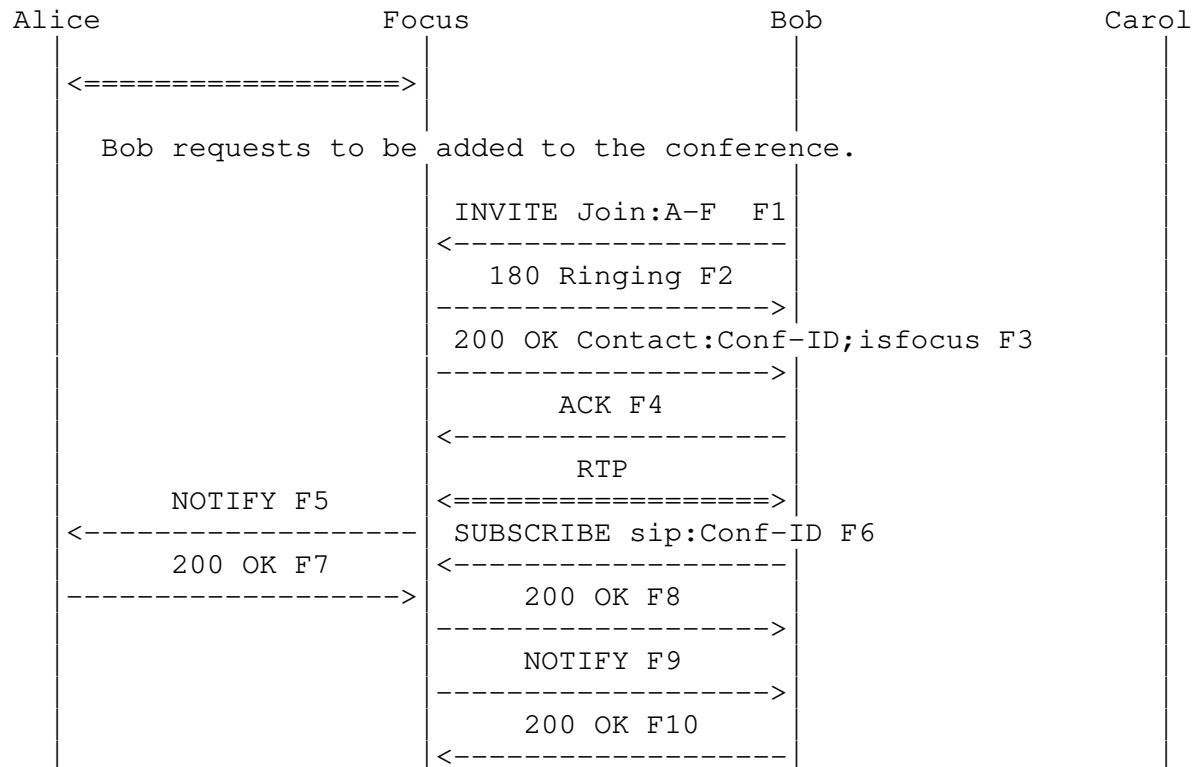 Alice Focus Bob Carol
Bob requests to be added to the conference.
INVITE Join:A-F F1
180 Ringing F2
200 OK Contact:Conf-ID;isfocus F3
ACK F4
RTP
NOTIFY F5
SUBSCRIBE sip:Conf-ID F6
200 OK F7
200 OK F8
NOTIFY F9
200 OK F10